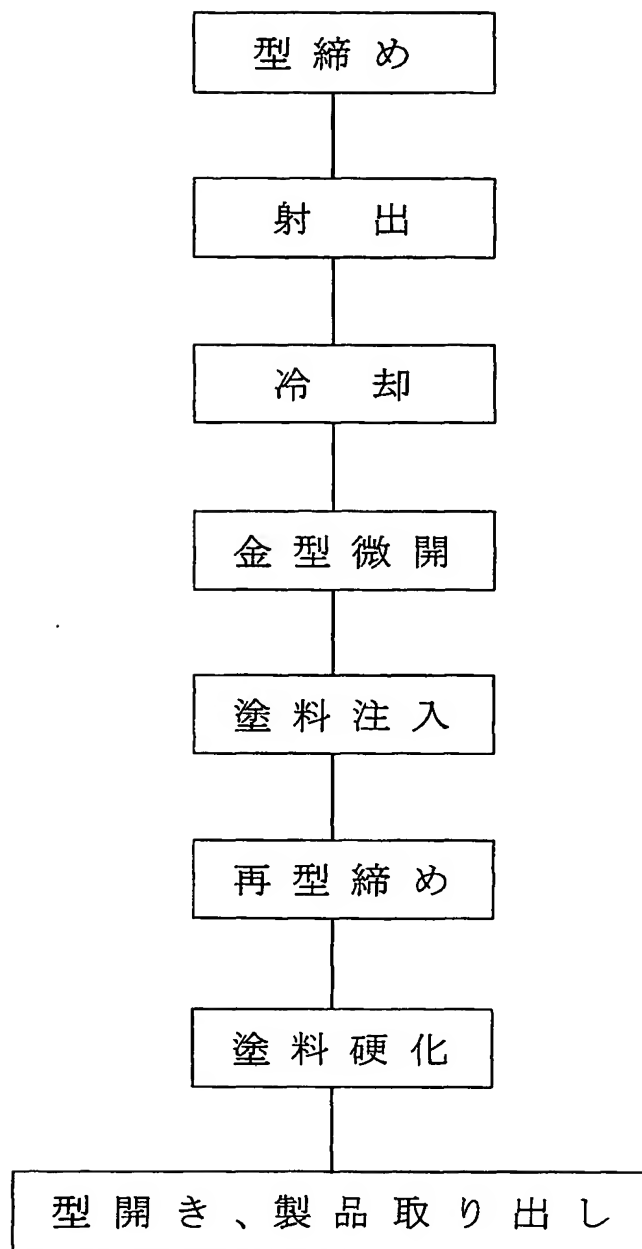 型締め
射出
冷却
金型微開
塗料注入
再型締め
塗料硬化
型開き、製品取り出し